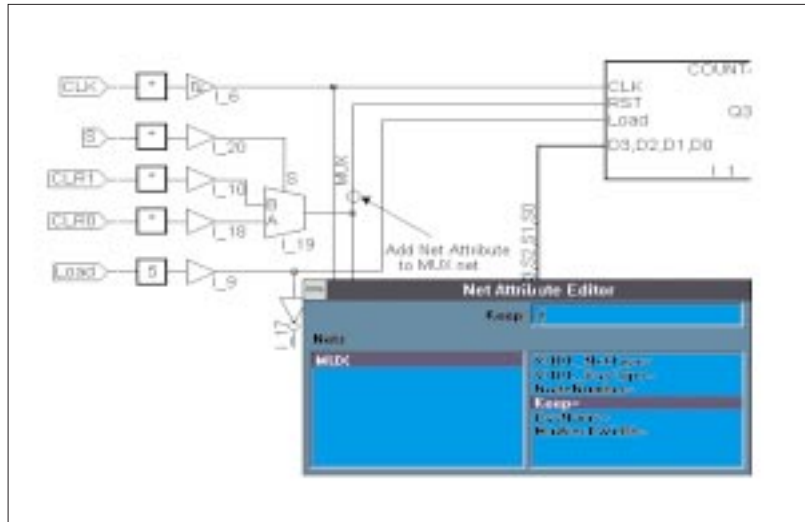 COUNT-
CLK
*
I_6
CLK
RST
Load
Q3
S
*
I_20
S
MUX
D3,D2,D1,D0
CLR1
*
I_10
B
I_1
CLR0
*
I_18
A
I_19
Add Net Attribute
to MUX net
Load
5
I_9
I_17
Net Attribute Editor
Keep
Nets
MUX
Keep=